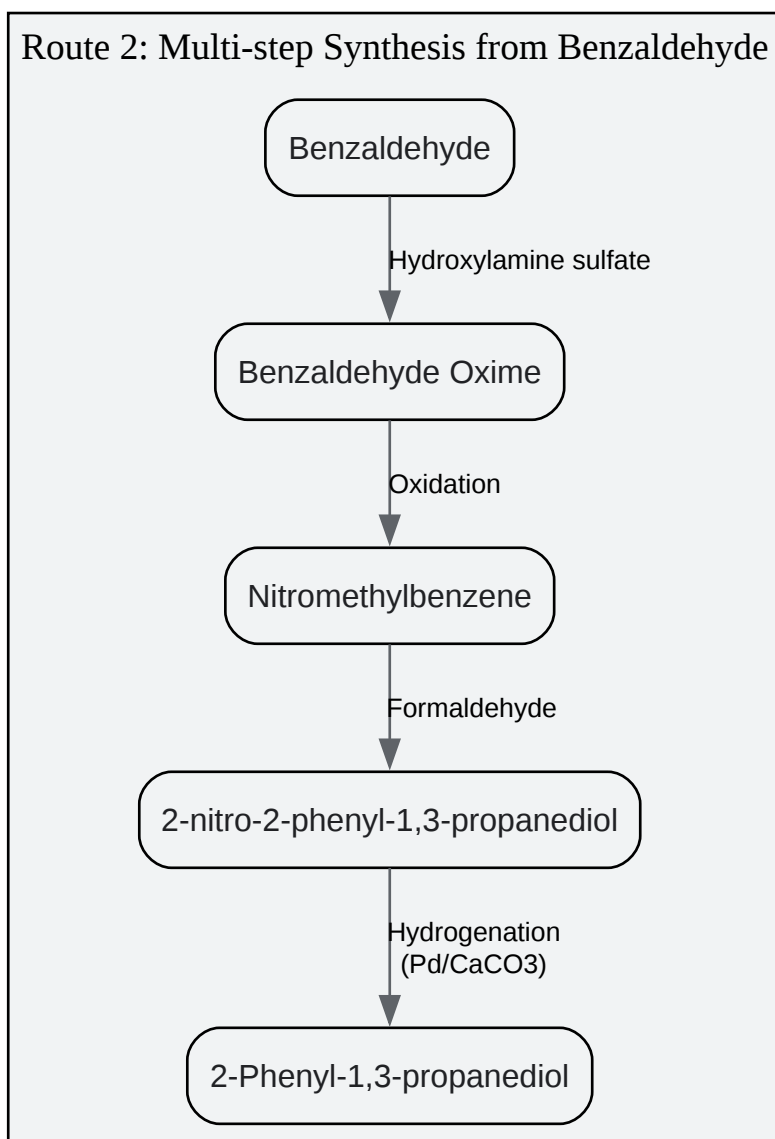 Route 2: Multi-step Synthesis from Benzaldehyde
Benzaldehyde
Hydroxylamine sulfate
Benzaldehyde Oxime
Oxidation
Nitromethylbenzene
Formaldehyde
2-nitro-2-phenyl-1,3-propanediol
Hydrogenation
(Pd/CaCO3)
2-Phenyl-1,3-propanediol